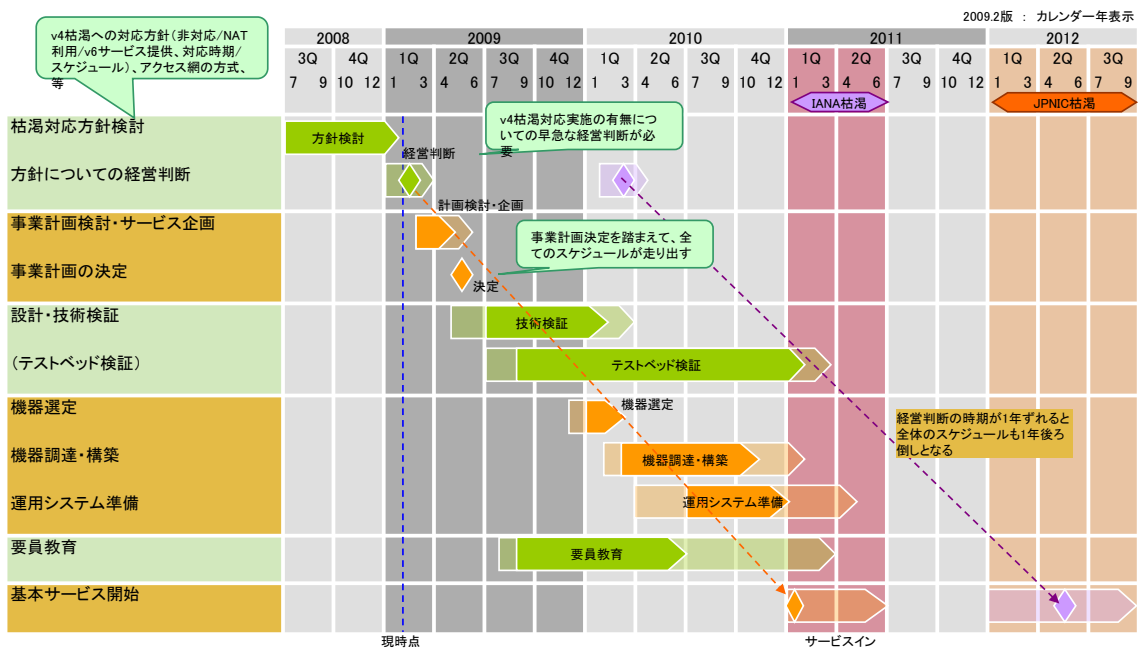 2009.2版 : カレンダー年表示
v4枯渇への対応方針(非対応/NAT
利用/v6サービス提供、対応時期/
スケジュール)、アクセス網の方式、
等
2008 2009 2010 2011 2012
3Q 4Q 1Q 2Q 3Q 4Q 1Q 2Q 3Q 4Q 1Q 2Q 3Q 4Q 1Q 2Q 3Q
7 9 10 12 1 3 4 6 7 9 10 12 1 3 4 6 7 9 10 12 1 3 4 6 7 9 10 12 1 3 4 6 7 9
IANA枯渇
JPNIC枯渇
枯渇対応方針検討
方針検討
v4枯渇対応実施の有無につ
いての早急な経営判断が必
要
経営判断
方針についての経営判断
計画検討・企画
事業計画検討・サービス企画
事業計画決定を踏まえて、全
てのスケジュールが走り出す
事業計画の決定
決定
設計・技術検証
技術検証
(テストベッド検証)
テストベッド検証
機器選定
機器選定
経営判断の時期が1年ずれると
全体のスケジュールも1年後ろ
倒しとなる
機器調達・構築
機器調達・構築
運用システム準備
運用システム準備
要員教育
要員教育
基本サービス開始
現時点
サービスイン